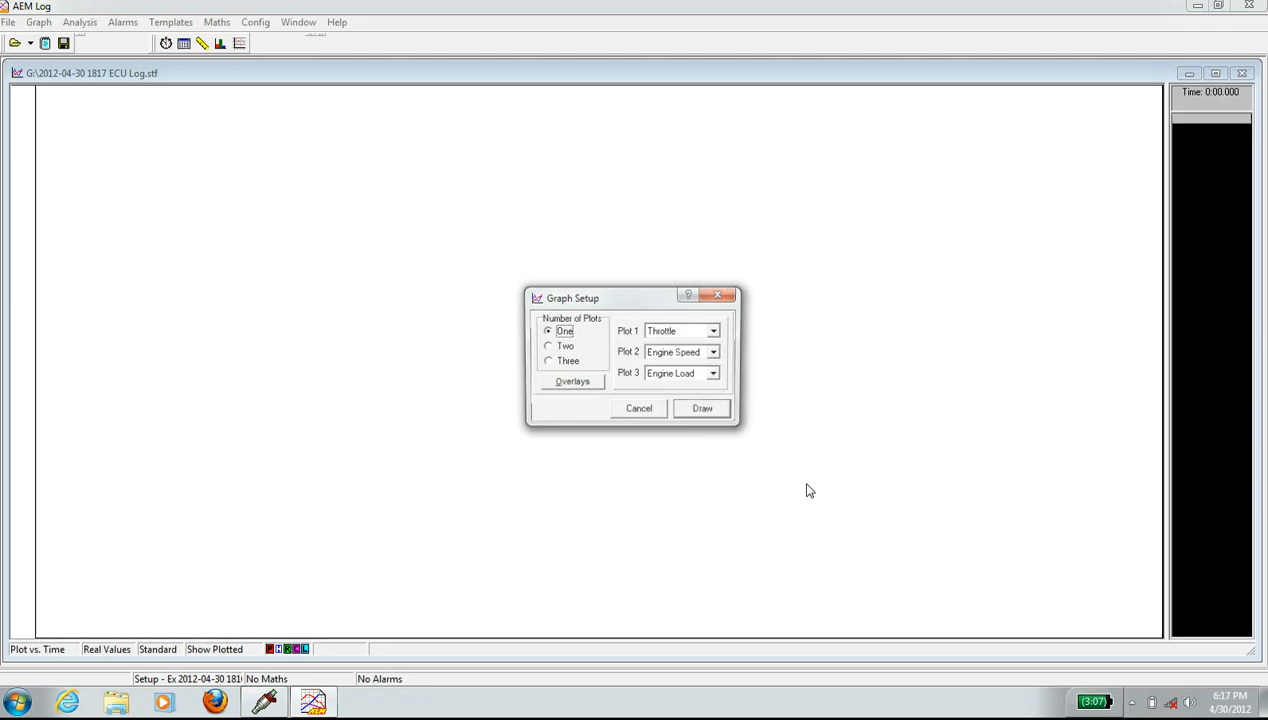 AEM Log
File Graph Analysis Alarms Templates Maths Config Window Help
G:\2012-04-30 1817 ECU Log.stf
Time: 0:00.000
Graph Setup
Number of Plots
One
Two
Three
Overlays
Plot 1 Throttle
Plot 2 Engine Speed
Plot 3 Engine Load
Cancel Draw
Plot vs. Time Real Values Standard Show Plotted P H R C L
Setup - Ex 2012-04-30 181 No Maths No Alarms
AEM
(3:07)
6:17 PM
4/30/2012